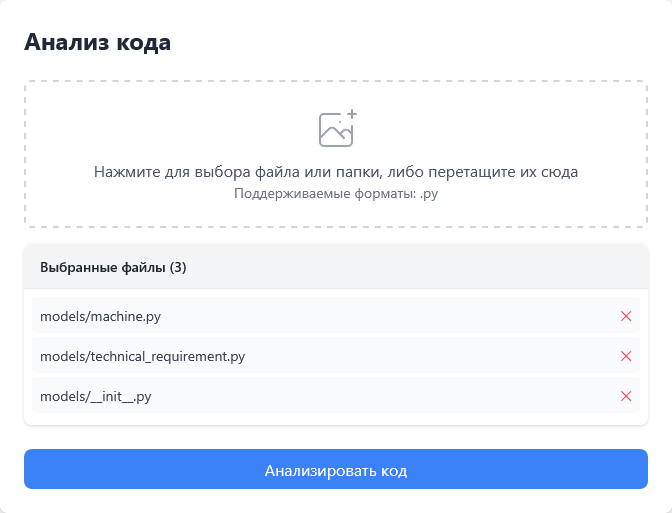 Анализ кода
Нажмите для выбора файла или папки, либо перетащите их сюда
Поддерживаемые форматы: .py
Выбранные файлы (3)
models/machine.py
models/technical_requirement.py
models/__init__.py
Анализировать код